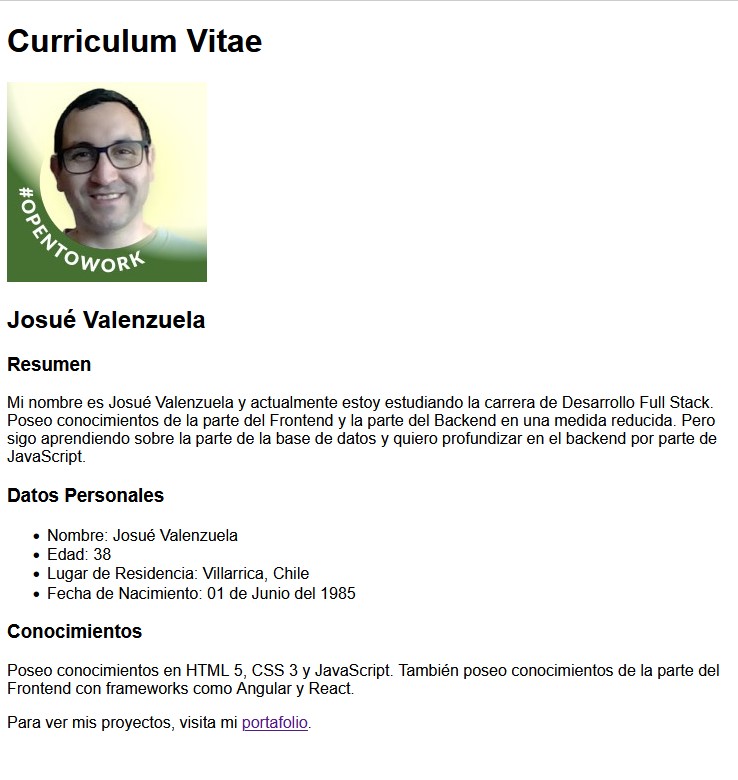 Curriculum Vitae
#OPENTOWORK
Josué Valenzuela
Resumen
Mi nombre es Josué Valenzuela y actualmente estoy estudiando la carrera de Desarrollo Full Stack.
Poseo conocimientos de la parte del Frontend y la parte del Backend en una medida reducida. Pero
sigo aprendiendo sobre la parte de la base de datos y quiero profundizar en el backend por parte de
JavaScript.
Datos Personales
• Nombre: Josué Valenzuela
• Edad: 38
• Lugar de Residencia: Villarrica, Chile
• Fecha de Nacimiento: 01 de Junio del 1985
Conocimientos
Poseo conocimientos en HTML 5, CSS 3 y JavaScript. También poseo conocimientos de la parte del
Frontend con frameworks como Angular y React.
Para ver mis proyectos, visita mi portafolio.